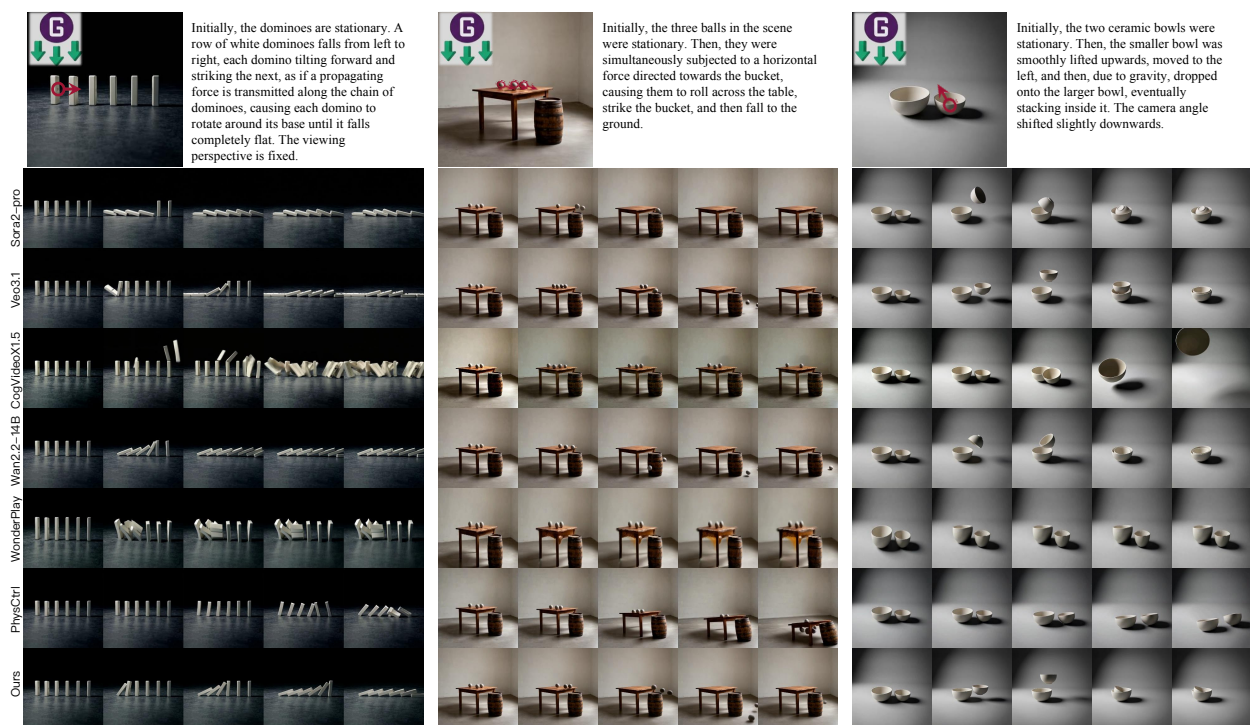 G
Initially, the dominoes are stationary. A
row of white dominoes falls from left to
right, each domino tilting forward and
striking the next, as if a propagating
force is transmitted along the chain of
dominoes, causing each domino to
rotate around its base until it falls
completely flat. The viewing
perspective is fixed.
G
Initially, the three balls in the scene
were stationary. Then, they were
simultaneously subjected to a horizontal
force directed towards the bucket,
causing them to roll across the table,
strike the bucket, and then fall to the
ground.
G
Initially, the two ceramic bowls were
stationary. Then, the smaller bowl was
smoothly lifted upwards, moved to the
left, and then, due to gravity, dropped
onto the larger bowl, eventually
stacking inside it. The camera angle
shifted slightly downwards.
Sora2-pro
Veo3.1
CogVideoX1.5
Wan2.2-14B
WonderPlay
PhysCtrl
Ours